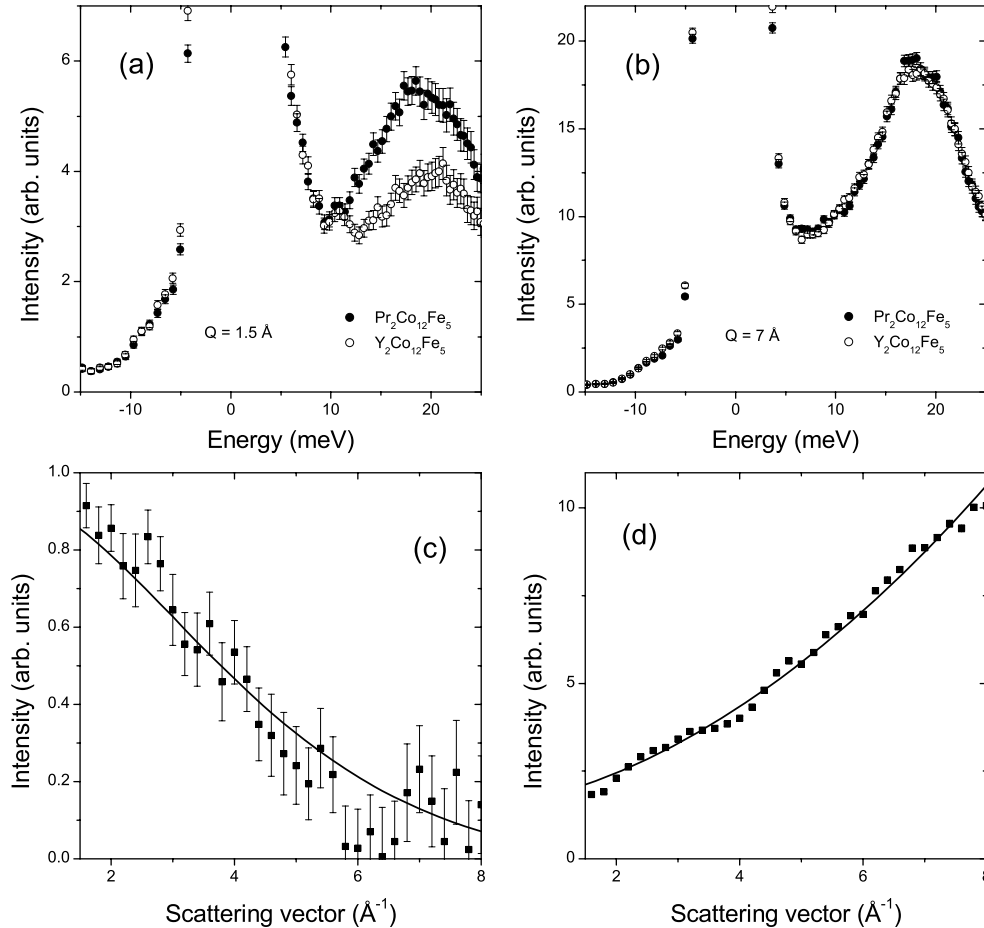 (a)
6
4
2
0
Intensity (arb. units)
Q = 1.5 Å
Pr2Co12Fe5
Y2Co12Fe5
-10 0 10 20
Energy (meV)
(b)
20
15
10
5
0
Intensity (arb. units)
Q = 7 Å
Pr2Co12Fe5
Y2Co12Fe5
-10 0 10 20
Energy (meV)
1.0
0.8
0.6
0.4
0.2
0.0
Intensity (arb. units)
(c)
2 4 6 8
Scattering vector (Å-1)
10
5
0
Intensity (arb. units)
(d)
2 4 6 8
Scattering vector (Å-1)